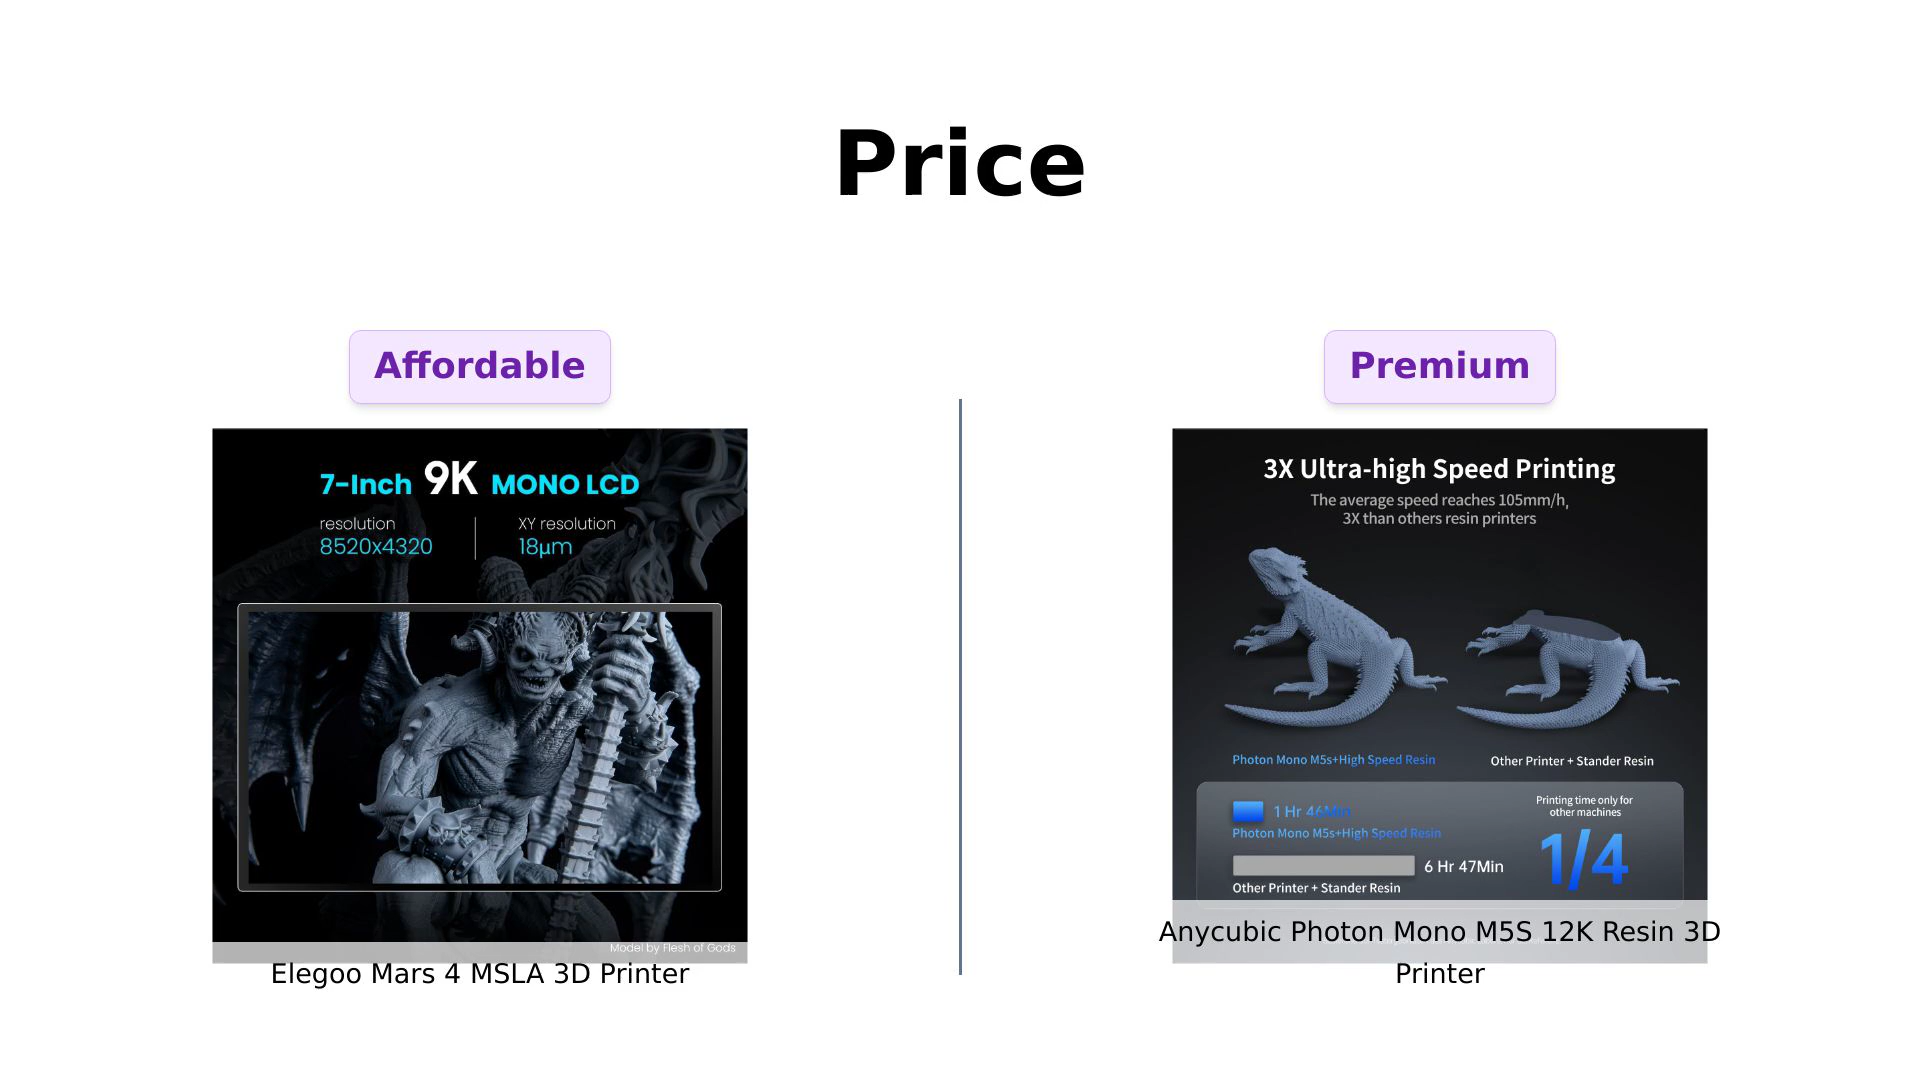 Price
Affordable
7-Inch 9K MONO LCD
resolution
8520x4320
XY resolution
18μm
Model by Flesh of Gods
Elegoo Mars 4 MSLA 3D Printer
Premium
3X Ultra-high Speed Printing
The average speed reaches 105mm/h,
3X than others resin printers
Photon Mono M5s+High Speed Resin
Other Printer + Stander Resin
1 Hr 46Min
Photon Mono M5s+High Speed Resin
6 Hr 47Min
Other Printer + Stander Resin
Printing time only for
other machines
1/4
Anycubic Photon Mono M5S 12K Resin 3D
Printer